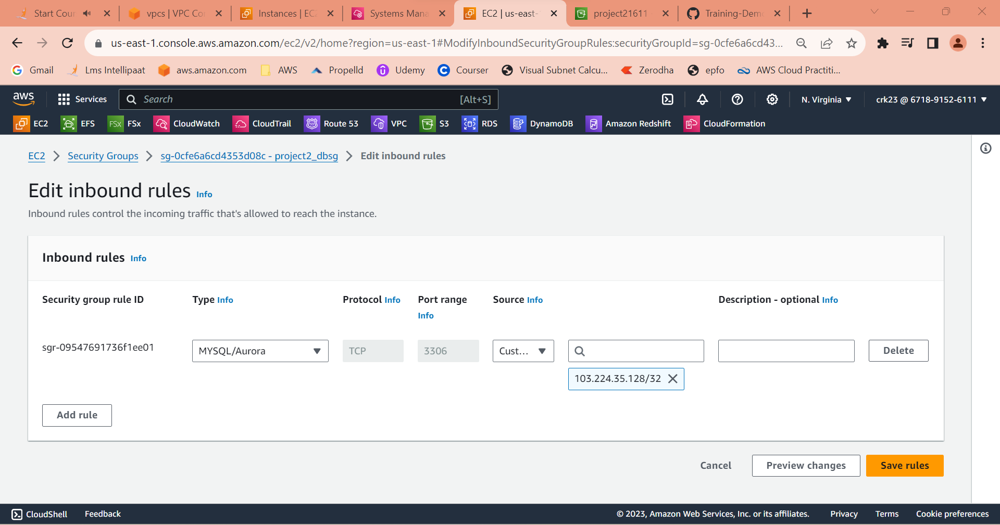 Start Cour
vpcs | VPC Co
Instances | EC2
Systems Mana
EC2 | us-east-
project21611
Training-Dem
us-east-1.console.aws.amazon.com/ec2/v2/home?region=us-east-1#ModifyInboundSecurityGroupRules:securityGroupId=sg-0cfe6a6cd43...
Gmail
Lms Intellipaat
aws.amazon.com
AWS
Propelld
Udemy
Courser
Visual Subnet Calcu...
Zerodha
epfo
AWS Cloud Practiti...
aws
Services
Search
[Alt+S]
N. Virginia
crk23 @ 6718-9152-6111
EC2
EFS
FSx
FSx
CloudWatch
CloudTrail
53
Route 53
VPC
S3
RDS
DynamoDB
Amazon Redshift
CloudFormation
EC2
Security Groups
sg-0cfe6a6cd4353d08c - project2_dbsg
Edit inbound rules
Edit inbound rules Info
Inbound rules control the incoming traffic that's allowed to reach the instance.
Inbound rules Info
Security group rule ID
Type Info
Protocol Info
Port range
Info
Source Info
Description - optional Info
sgr-09547691736f1ee01
MYSQL/Aurora
TCP
3306
Cust...
Delete
103.224.35.128/32
Add rule
Cancel
Preview changes
Save rules
CloudShell
Feedback
© 2023, Amazon Web Services, Inc. or its affiliates.
Privacy
Terms
Cookie preferences